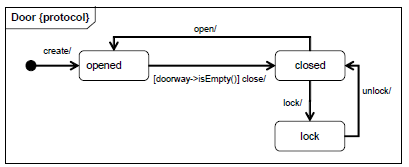 Door {protocol}
open/
create/
opened
closed
[doorway->isEmpty()] close/
lock/
unlock/
lock